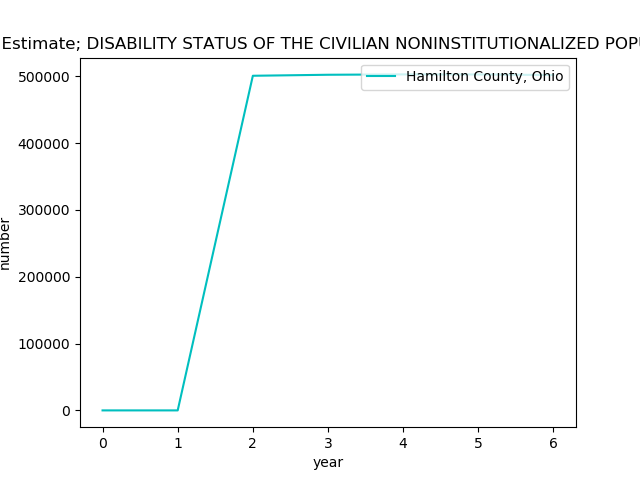 Estimate; DISABILITY STATUS OF THE CIVILIAN NONINSTITUTIONALIZED POPU
Hamilton County, Ohio
500000
400000
300000
200000
100000
0
number
0 1 2 3 4 5 6
year